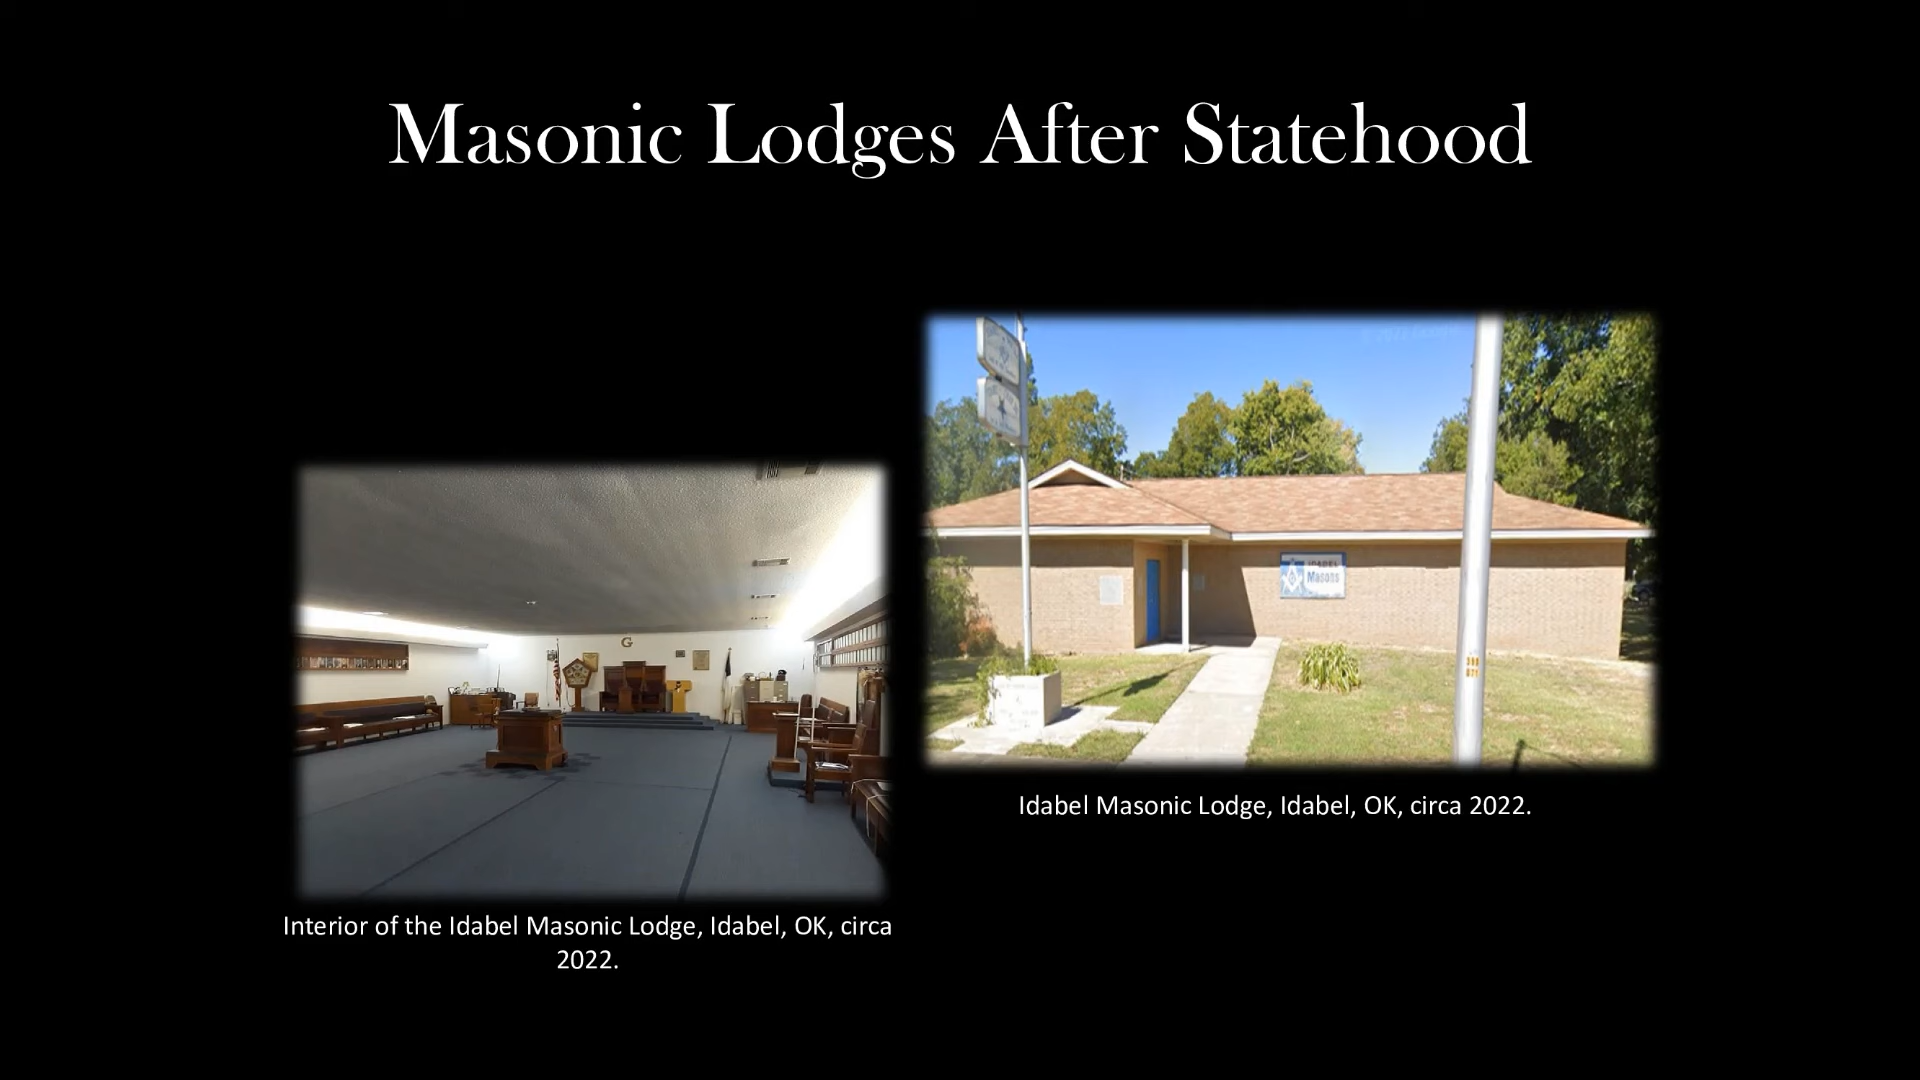 Masonic Lodges After Statehood
G
IDABEL
Masons
Idabel Masonic Lodge, Idabel, OK, circa 2022.
Interior of the Idabel Masonic Lodge, Idabel, OK, circa
2022.